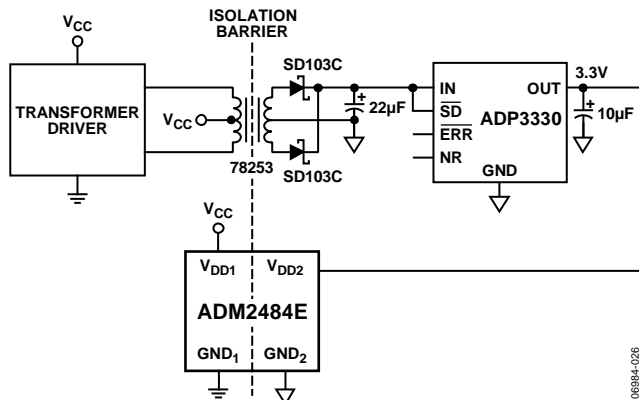 ISOLATION
BARRIER
VCC
SD103C
TRANSFORMER
DRIVER
VCC
+
22µF
78253
SD103C
IN
OUT
SD
ADP3330
ERR
NR
GND
3.3V
+
10µF
VCC
VDD1
VDD2
ADM2484E
GND1
GND2
06984-026